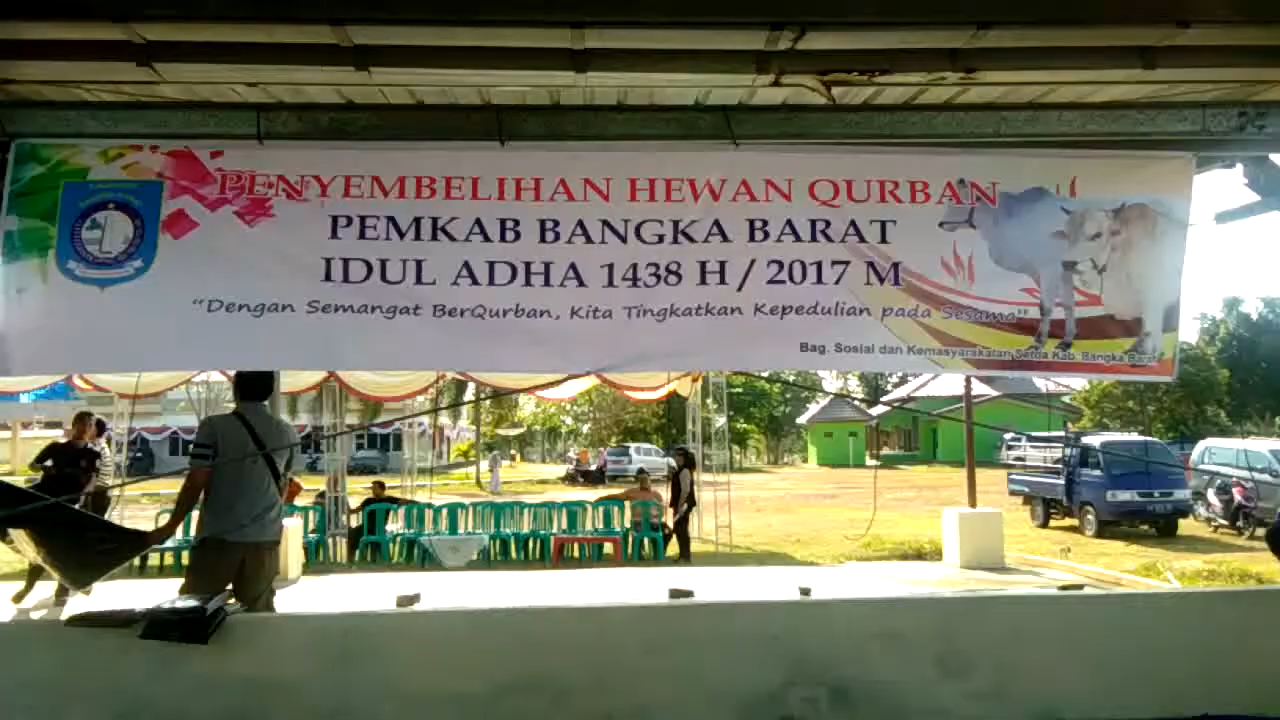 PENYEMBELIHAN HEWAN QURBAN
PEMKAB BANGKA BARAT
IDUL ADHA 1438 H / 2017 M
"Dengan Semangat BerQurban, Kita Tingkatkan Kepedulian pada Sesama"
Bag. Sosial dan Kemasyarakatan Setda Kab. Bangka Barat